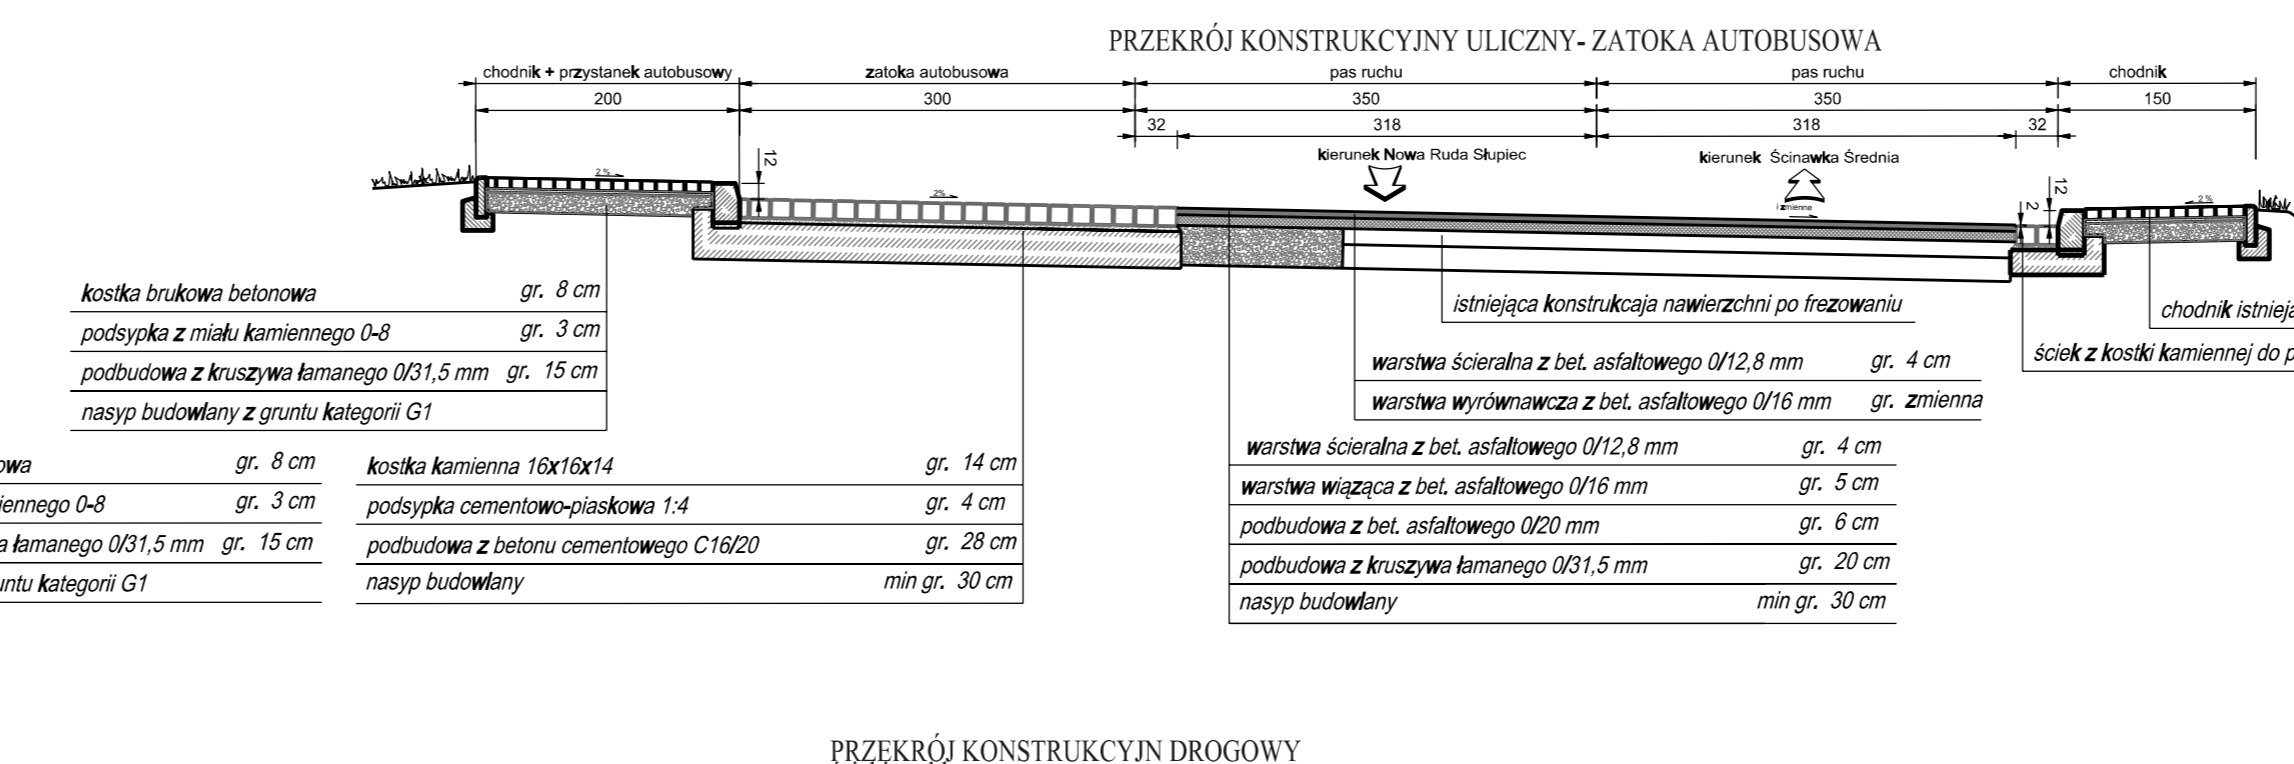 PRZEKRÓJ KONSTRUKCYJNY ULICZNY- ZATOKA AUTOBUSOWA
chodnik + przystanek autobusowy zatoka autobusowa pas ruchu pas ruchu chodnik
200 300 350 350 150
32 318 318 32
kierunek Nowa Ruda Słupiec kierunek Ścinawka Średnia
12 2% 2% i zmienne 2 12 2%
kostka brukowa betonowa gr. 8 cm
podsypka z miału kamiennego 0-8 gr. 3 cm
podbudowa z kruszywa łamanego 0/31,5 mm gr. 15 cm
nasyp budowlany z gruntu kategorii G1
istniejąca konstrukcaja nawierzchni po frezowaniu
chodnik istnieją
ściek z kostki kamiennej do p
warstwa ścieralna z bet. asfaltowego 0/12,8 mm gr. 4 cm
warstwa wyrównawcza z bet. asfaltowego 0/16 mm gr. zmienna
owa gr. 8 cm
iennego 0-8 gr. 3 cm
a łamanego 0/31,5 mm gr. 15 cm
untu kategorii G1
kostka kamienna 16x16x14 gr. 14 cm
podsypka cementowo-piaskowa 1:4 gr. 4 cm
podbudowa z betonu cementowego C16/20 gr. 28 cm
nasyp budowlany min gr. 30 cm
warstwa ścieralna z bet. asfaltowego 0/12,8 mm gr. 4 cm
warstwa wiążąca z bet. asfaltowego 0/16 mm gr. 5 cm
podbudowa z bet. asfaltowego 0/20 mm gr. 6 cm
podbudowa z kruszywa łamanego 0/31,5 mm gr. 20 cm
nasyp budowlany min gr. 30 cm
PRZEKRÓJ KONSTRUKCYJN DROGOWY